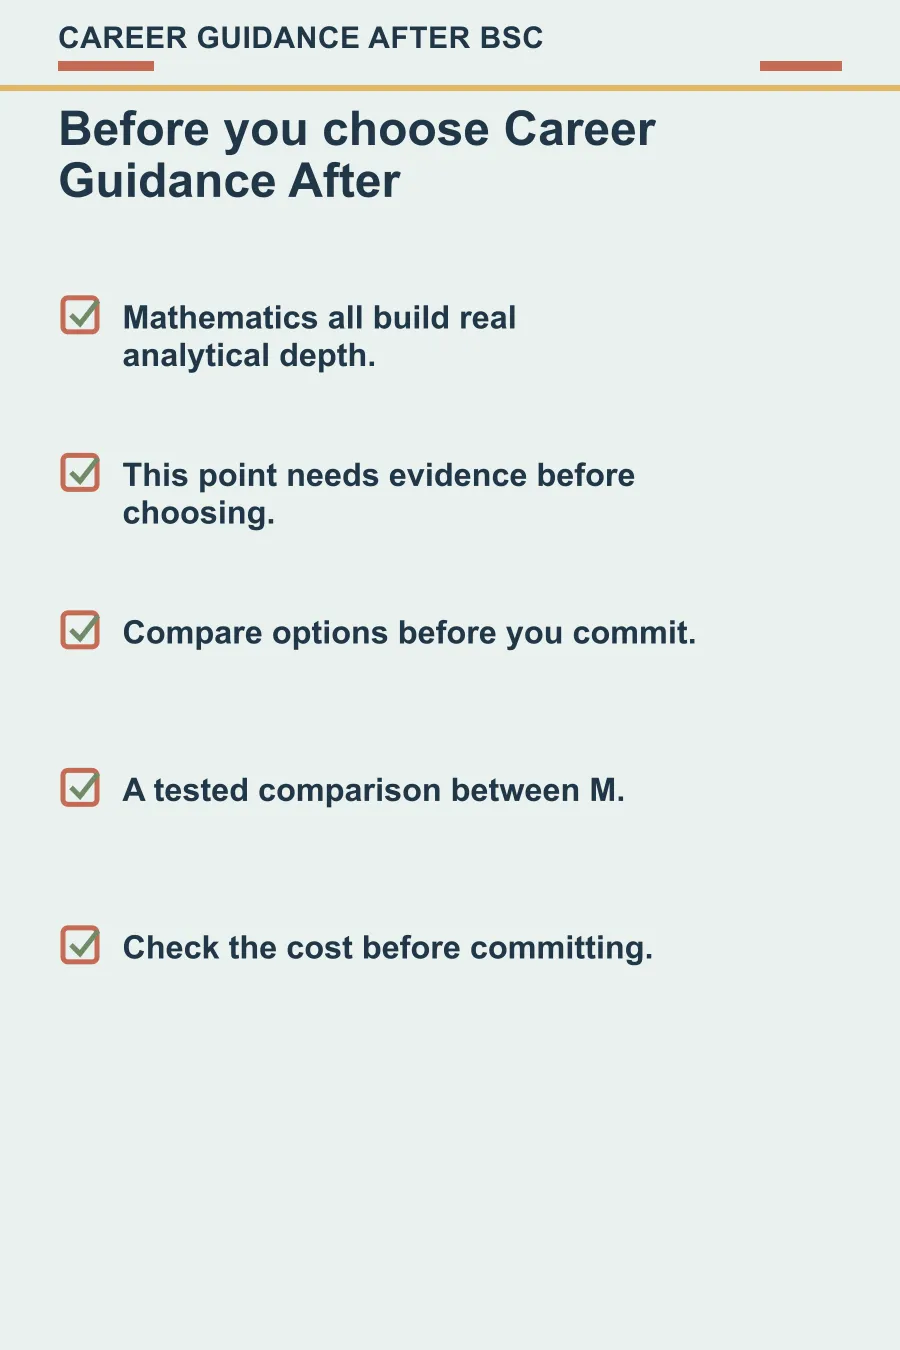 CAREER GUIDANCE AFTER BSC
Before you choose Career
Guidance After
Mathematics all build real
analytical depth.
This point needs evidence before
choosing.
Compare options before you commit.
A tested comparison between M.
Check the cost before committing.